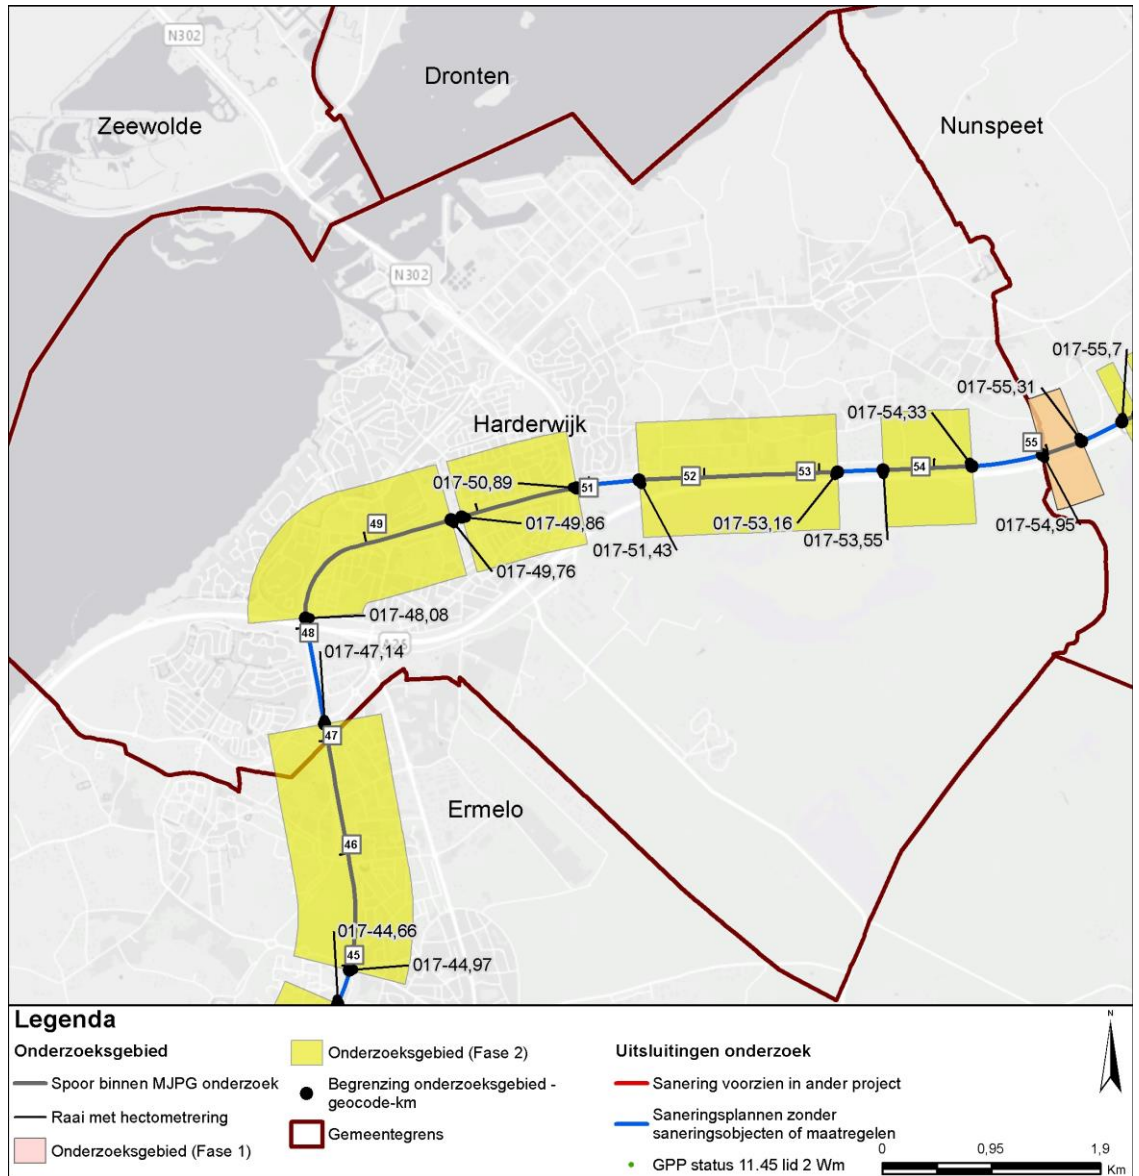 N302
Dronten
Zeewolde
Nunspeet
N302
017-55,7
017-55,31
017-54,33
Harderwijk
55
54
53
52
51
017-50,89
49
017-49,86
017-53,16
017-54,95
017-53,55
017-51,43
017-49,76
017-48,08
48
A28
017-47,14
47
Ermelo
46
017-44,66
45
017-44,97
Legenda
Onderzoeksgebied
Spoor binnen MJPG onderzoek
Raai met hectometrering
Onderzoeksgebied (Fase 1)
Onderzoeksgebied (Fase 2)
Begrenzing onderzoeksgebied -
geocode-km
Gemeentegrens
Uitsluitingen onderzoek
Sanering voorzien in ander project
Saneringsplannen zonder
saneringsobjecten of maatregelen
GPP status 11.45 lid 2 Wm
N
0 0,95 1,9
Km